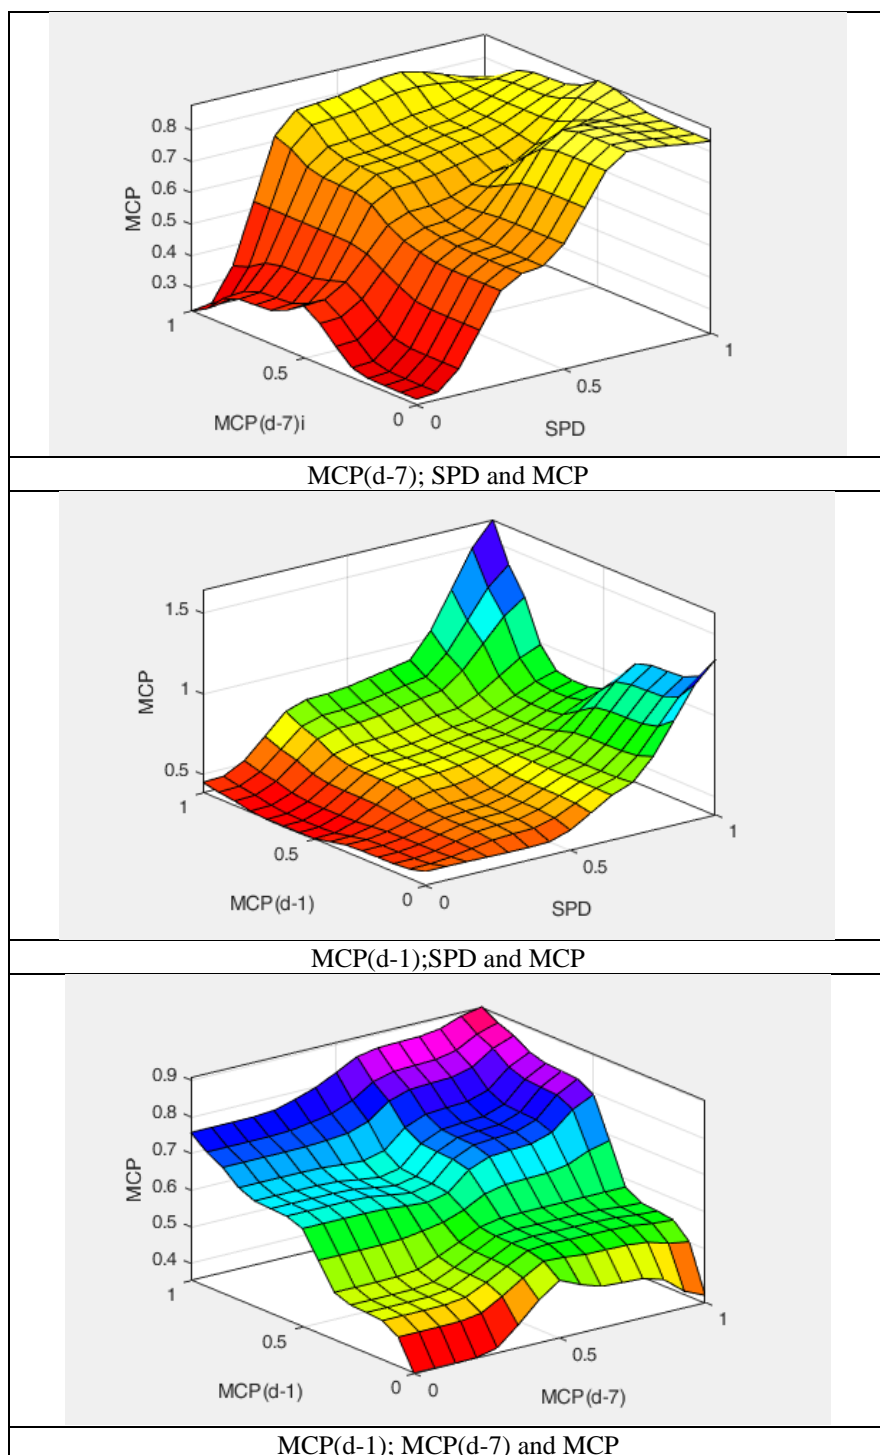 0.8
0.7
0.6
0.5
0.4
0.3
MCP
1
0.5
0
MCP(d-7)i
0
0.5
1
SPD
MCP(d-7); SPD and MCP
1.5
1
0.5
MCP
1
0.5
0
MCP(d-1)
0
0.5
1
SPD
MCP(d-1);SPD and MCP
0.9
0.8
0.7
0.6
0.5
0.4
MCP
1
0.5
0
MCP(d-1)
0
0.5
1
MCP(d-7)
MCP(d-1); MCP(d-7) and MCP